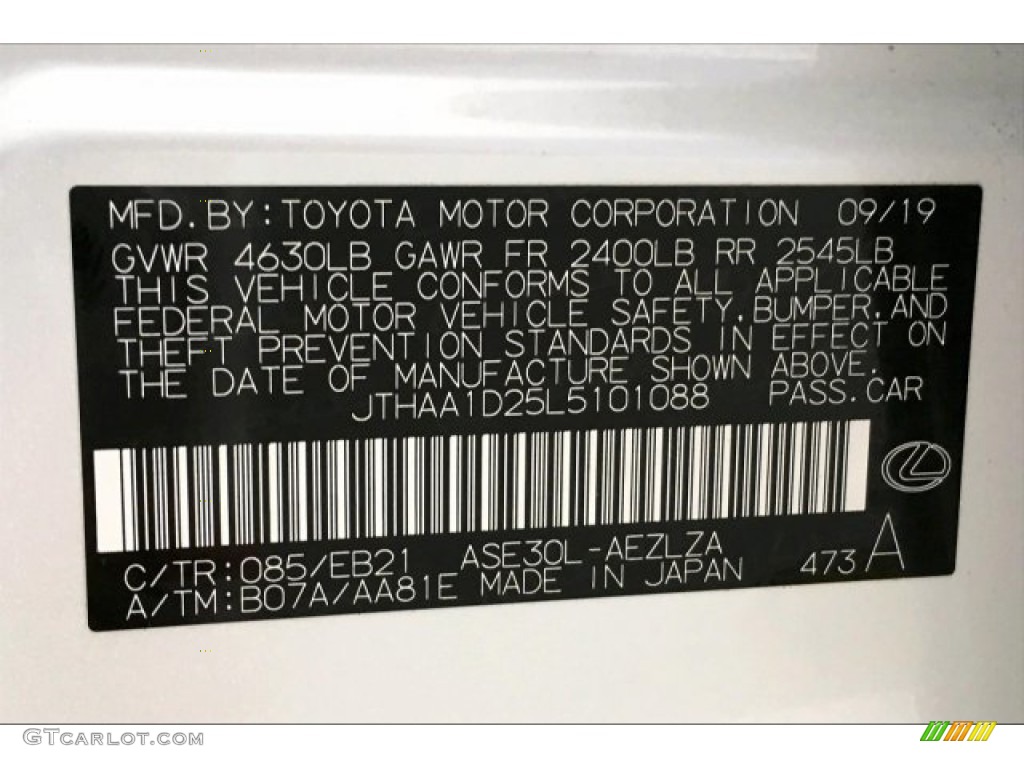 MFD.BY:TOYOTA MOTOR CORPORATION 09/19
GVWR 4630LB GAWR FR 2400LB RR 2545LB
THIS VEHICLE CONFORMS TO ALL APPLICABLE
FEDERAL MOTOR VEHICLE SAFETY,BUMPER,AND
THEFT PREVENTION STANDARDS IN EFFECT ON
THE DATE OF MANUFACTURE SHOWN ABOVE.
JTHAA1D25L5101088 PASS.CAR
C/TR:085/EB21 ASE30L-AEZLZA 473 A
A/TM:B07A/AA81E MADE IN JAPAN
GTcarlot.com